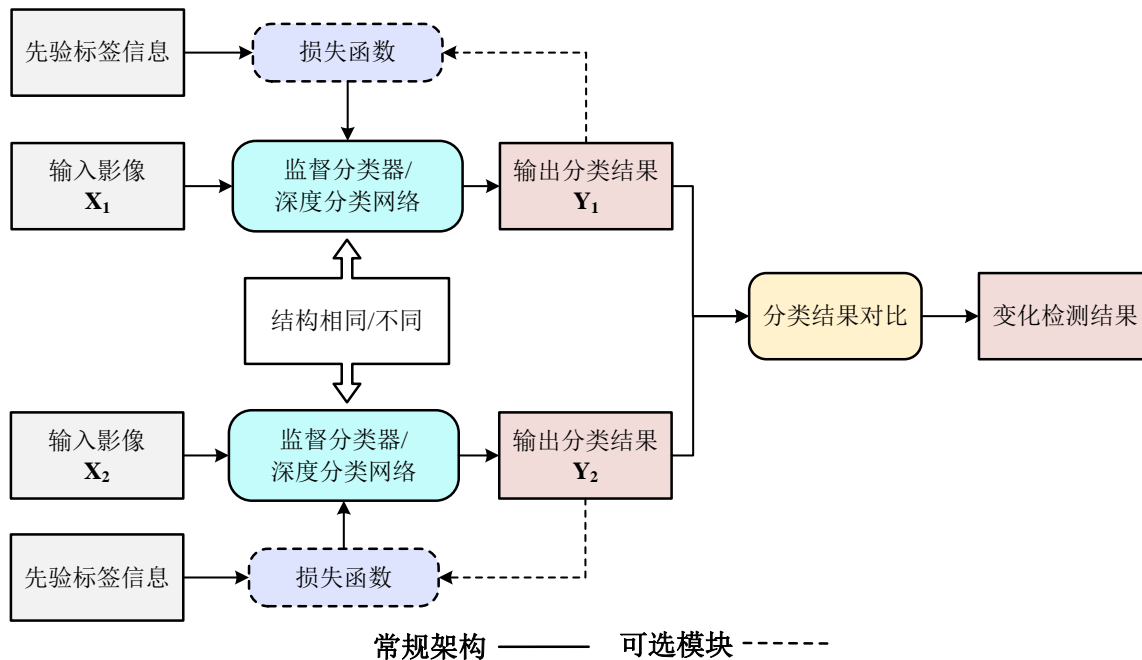 先验标签信息
损失函数
输入影像
X₁
监督分类器/
深度分类网络
输出分类结果
Y₁
结构相同/不同
分类结果对比
变化检测结果
输入影像
X₂
监督分类器/
深度分类网络
输出分类结果
Y₂
先验标签信息
损失函数
常规架构
可选模块